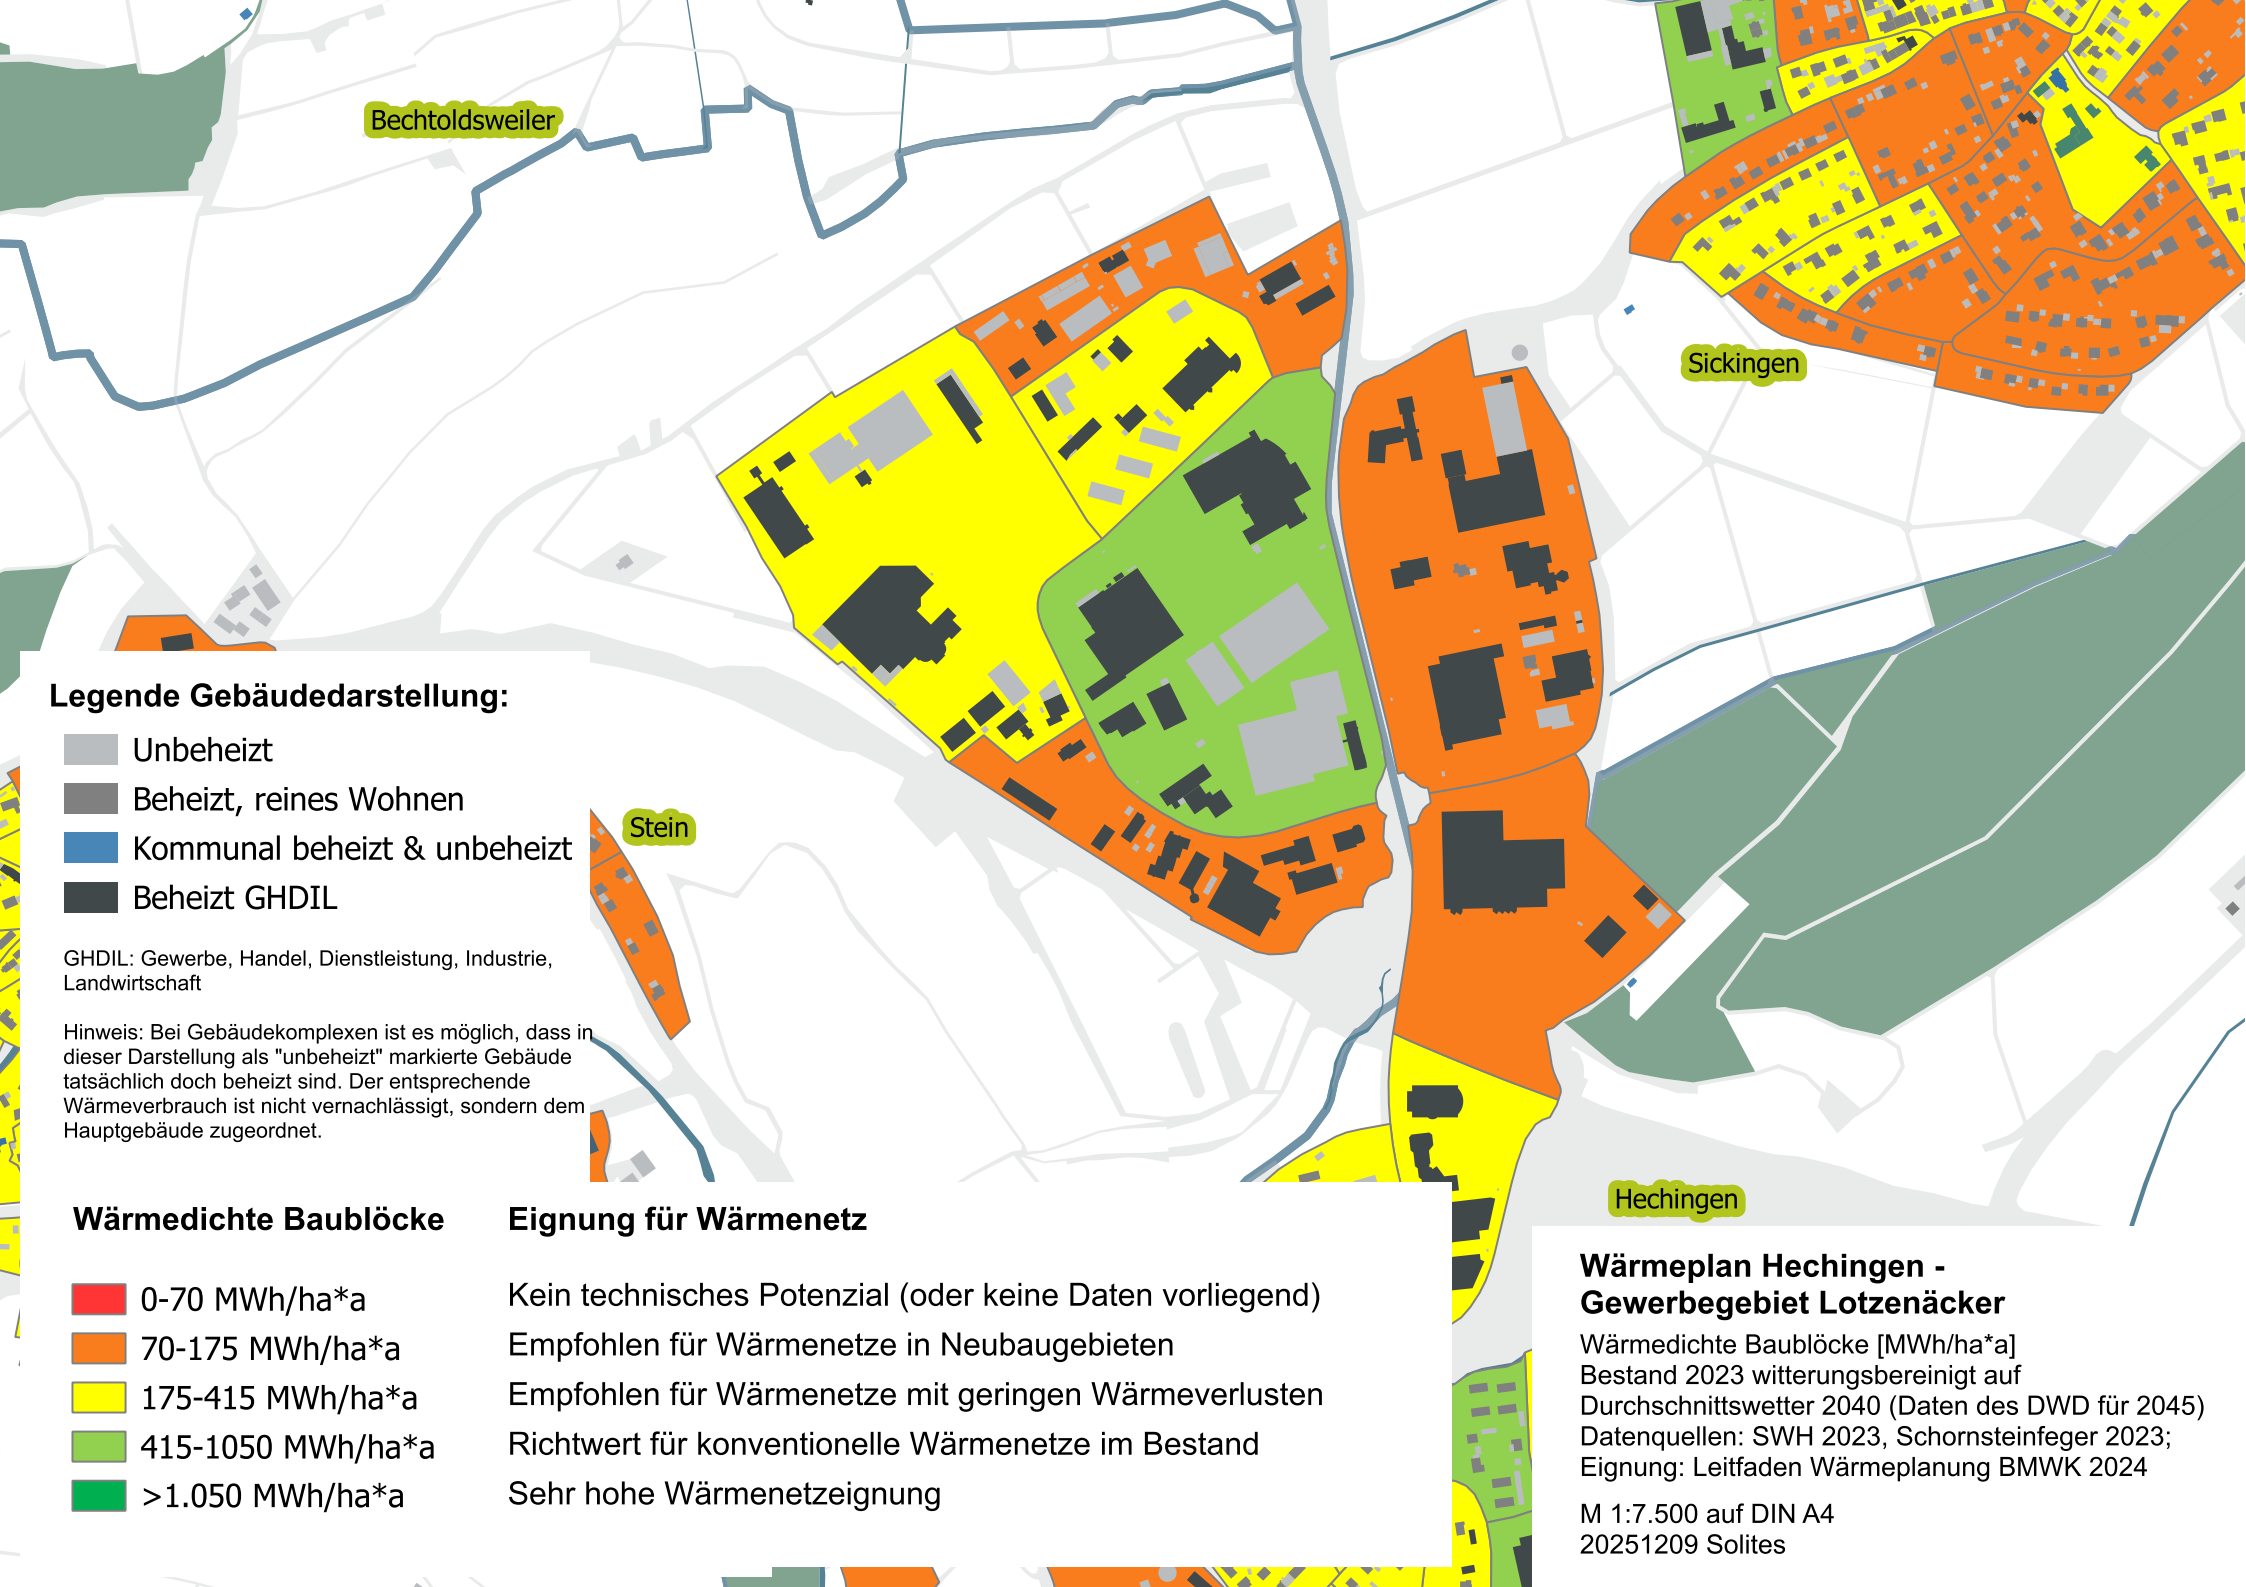 Bechtoldsweiler
Sickingen
Stein
Hechingen
Legende Gebäudedarstellung:
Unbeheizt
Beheizt, reines Wohnen
Kommunal beheizt & unbeheizt
Beheizt GHDIL
GHDIL: Gewerbe, Handel, Dienstleistung, Industrie,
Landwirtschaft
Hinweis: Bei Gebäudekomplexen ist es möglich, dass in
dieser Darstellung als "unbeheizt" markierte Gebäude
tatsächlich doch beheizt sind. Der entsprechende
Wärmeverbrauch ist nicht vernachlässigt, sondern dem
Hauptgebäude zugeordnet.
Wärmedichte Baublöcke Eignung für Wärmenetz
0-70 MWh/ha*a Kein technisches Potenzial (oder keine Daten vorliegend)
70-175 MWh/ha*a Empfohlen für Wärmenetze in Neubaugebieten
175-415 MWh/ha*a Empfohlen für Wärmenetze mit geringen Wärmeverlusten
415-1050 MWh/ha*a Richtwert für konventionelle Wärmenetze im Bestand
>1.050 MWh/ha*a Sehr hohe Wärmenetzeignung
Wärmeplan Hechingen -
Gewerbegebiet Lotzenäcker
Wärmedichte Baublöcke [MWh/ha*a]
Bestand 2023 witterungsbereinigt auf
Durchschnittswetter 2040 (Daten des DWD für 2045)
Datenquellen: SWH 2023, Schornsteinfeger 2023;
Eignung: Leitfaden Wärmeplanung BMWK 2024
M 1:7.500 auf DIN A4
20251209 Solites